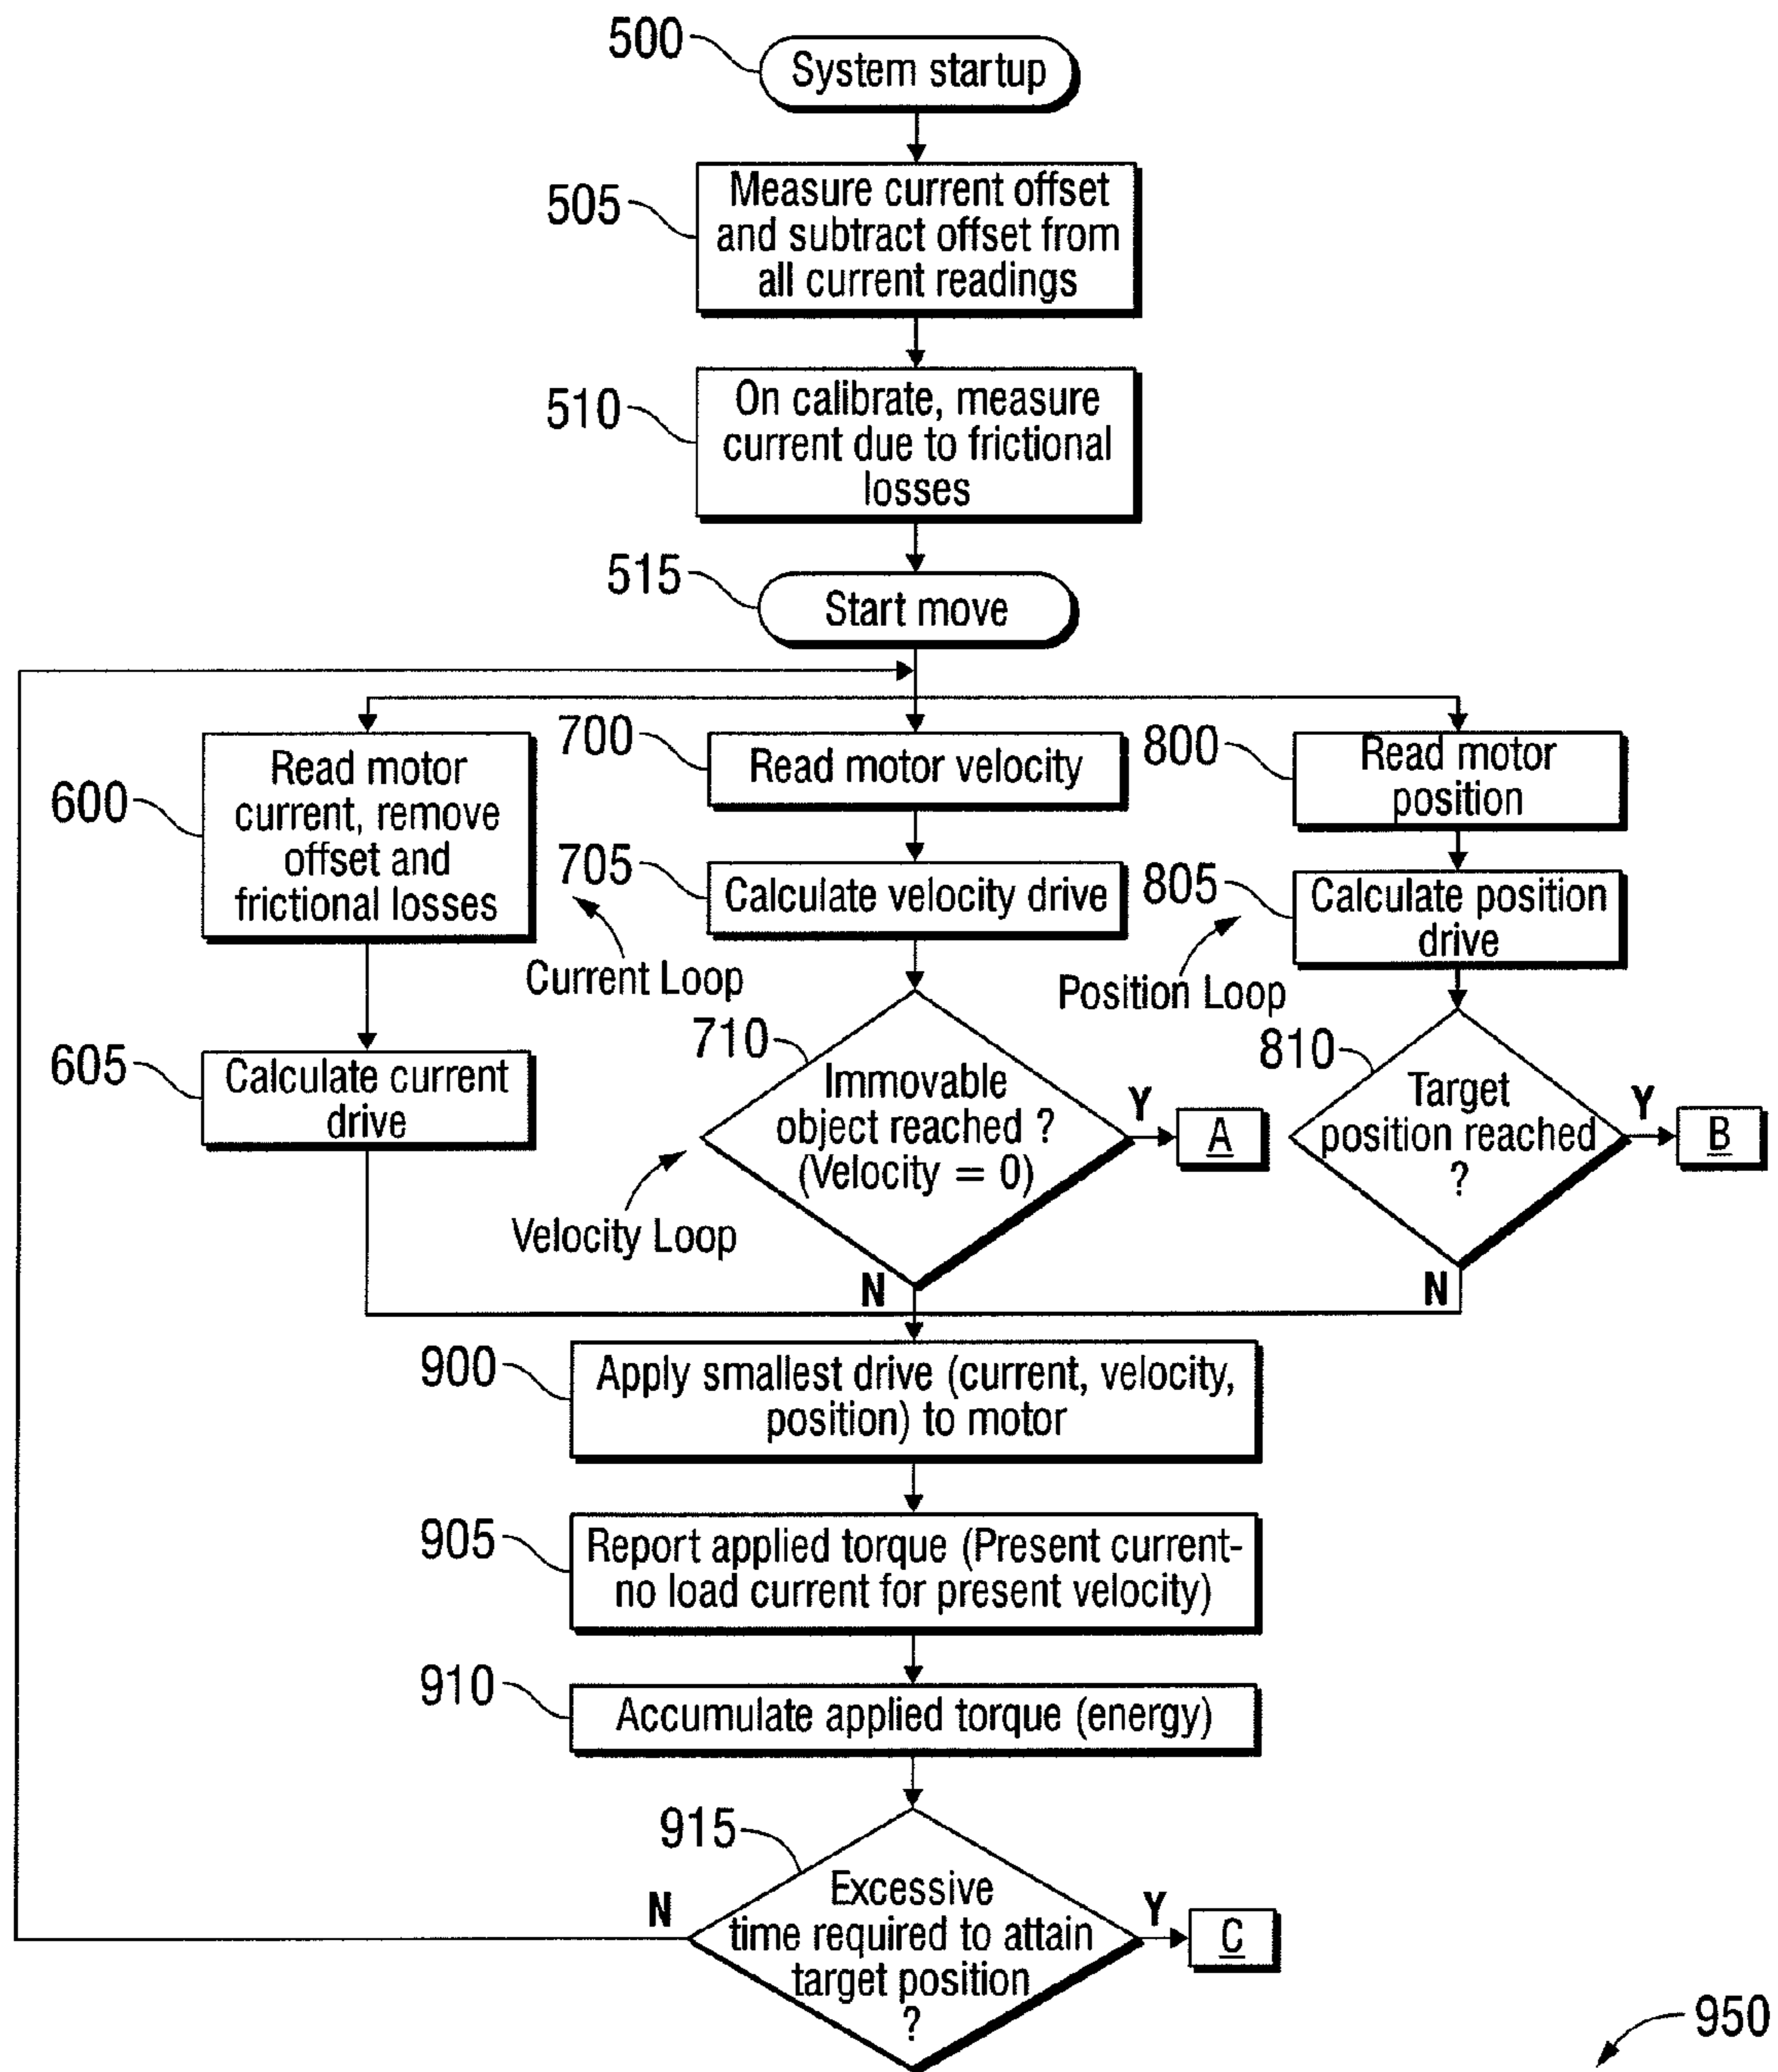 500
System startup
505
Measure current offset
and subtract offset from
all current readings
510
On calibrate, measure
current due to frictional
losses
515
Start move
600
Read motor
current, remove
offset and
frictional losses
Current Loop
605
Calculate current
drive
700
Read motor velocity
705
Calculate velocity drive
710
Immovable
object reached ?
(Velocity = 0)
Y
A
N
Velocity Loop
800
Read motor
position
805
Calculate position
drive
Position Loop
810
Target
position reached
?
Y
B
N
900
Apply smallest drive (current, velocity,
position) to motor
905
Report applied torque (Present current-
no load current for present velocity)
910
Accumulate applied torque (energy)
915
Excessive
time required to attain
target position
?
N
Y
C
950